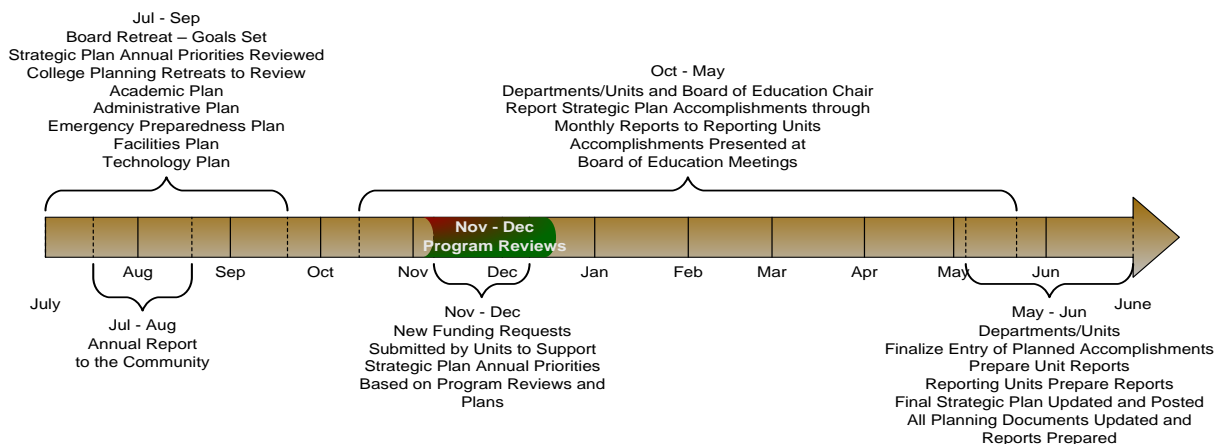 Jul - Sep
Board Retreat – Goals Set
Strategic Plan Annual Priorities Reviewed
College Planning Retreats to Review
Academic Plan
Administrative Plan
Emergency Preparedness Plan
Facilities Plan
Technology Plan
Oct - May
Departments/Units and Board of Education Chair
Report Strategic Plan Accomplishments through
Monthly Reports to Reporting Units
Accomplishments Presented at
Board of Education Meetings
Nov - Dec
Program Reviews
July
Aug
Sep
Oct
Nov
Dec
Jan
Feb
Mar
Apr
May
Jun
June
Jul - Aug
Annual Report
to the Community
Nov - Dec
New Funding Requests
Submitted by Units to Support
Strategic Plan Annual Priorities
Based on Program Reviews and
Plans
May - Jun
Departments/Units
Finalize Entry of Planned Accomplishments
Prepare Unit Reports
Reporting Units Prepare Reports
Final Strategic Plan Updated and Posted
All Planning Documents Updated and
Reports Prepared